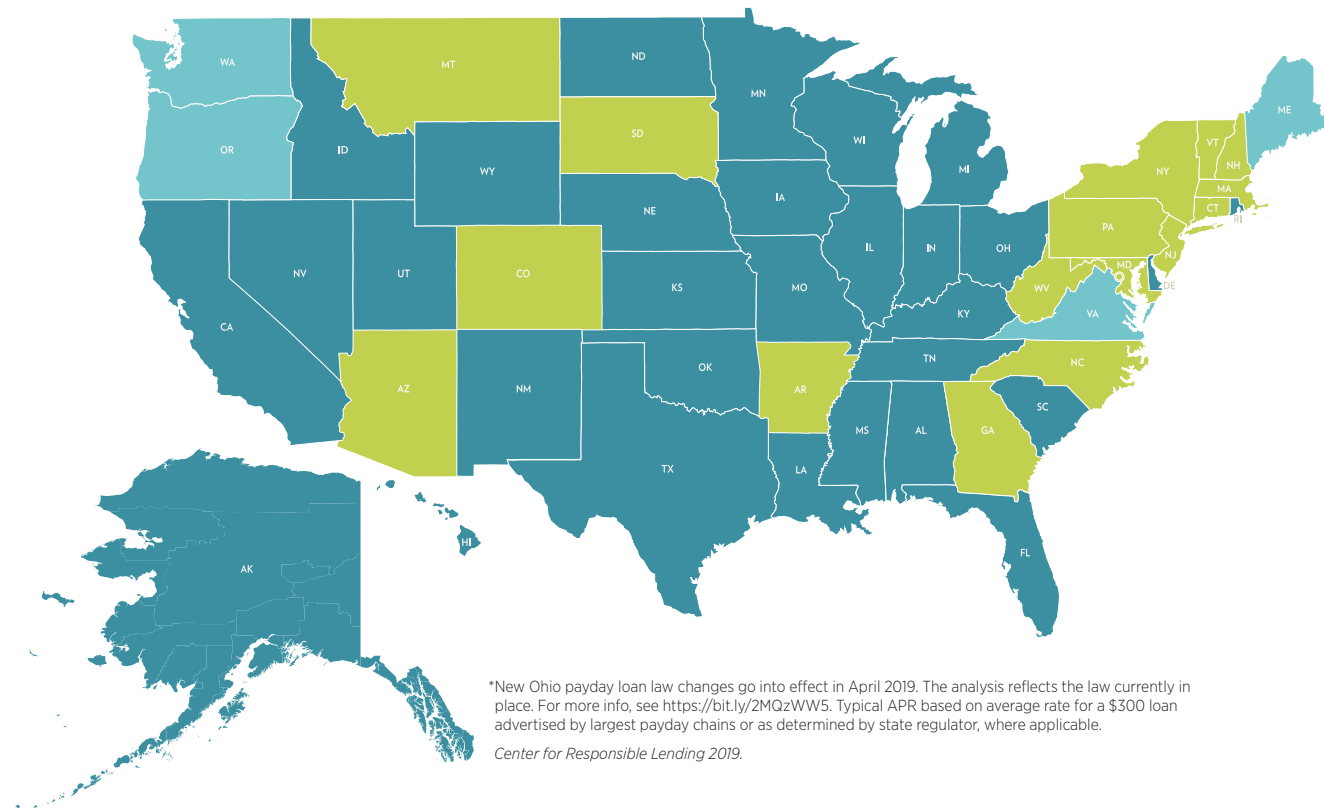 WA
MT
ND
MN
ME
OR
ID
SD
WI
VT
NH
NY
WY
MI
MA
CT
RI
IA
NE
PA
NV
UT
CO
IL
IN
OH
NJ
MD
DE
KS
MO
WV
CA
KY
VA
TN
NC
AZ
NM
OK
AR
SC
MS
AL
GA
TX
LA
HI
FL
AK
*New Ohio payday loan law changes go into effect in April 2019. The analysis reflects the law currently in
place. For more info, see https://bit.ly/2MQzWW5. Typical APR based on average rate for a $300 loan
advertised by largest payday chains or as determined by state regulator, where applicable.
Center for Responsible Lending 2019.